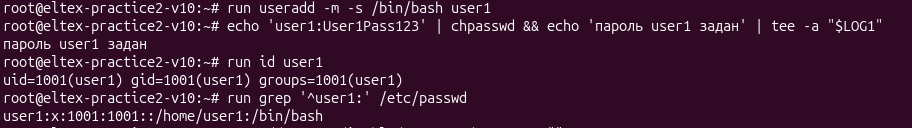 root@eltex-practice2-v10:~# run useradd -m -s /bin/bash user1
root@eltex-practice2-v10:~# echo 'user1:User1Pass123' | chpasswd && echo 'пароль user1 задан' | tee -a "$LOG1"
пароль user1 задан
root@eltex-practice2-v10:~# run id user1
uid=1001(user1) gid=1001(user1) groups=1001(user1)
root@eltex-practice2-v10:~# run grep '^user1:' /etc/passwd
user1:x:1001:1001::/home/user1:/bin/bash